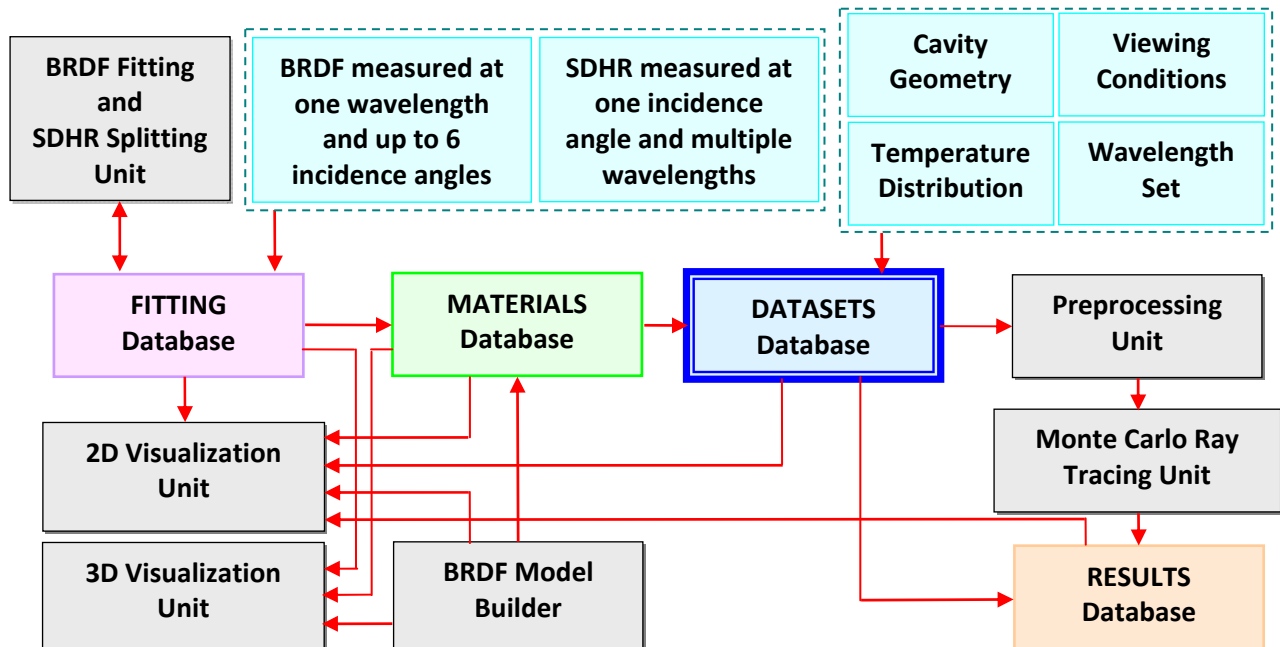 BRDF Fitting
and
SDHR Splitting
Unit
BRDF measured at
one wavelength
and up to 6
incidence angles
SDHR measured at
one incidence
angle and multiple
wavelengths
Cavity
Geometry
Viewing
Conditions
Temperature
Distribution
Wavelength
Set
FITTING
Database
MATERIALS
Database
DATASETS
Database
Preprocessing
Unit
2D Visualization
Unit
Monte Carlo Ray
Tracing Unit
3D Visualization
Unit
BRDF Model
Builder
RESULTS
Database